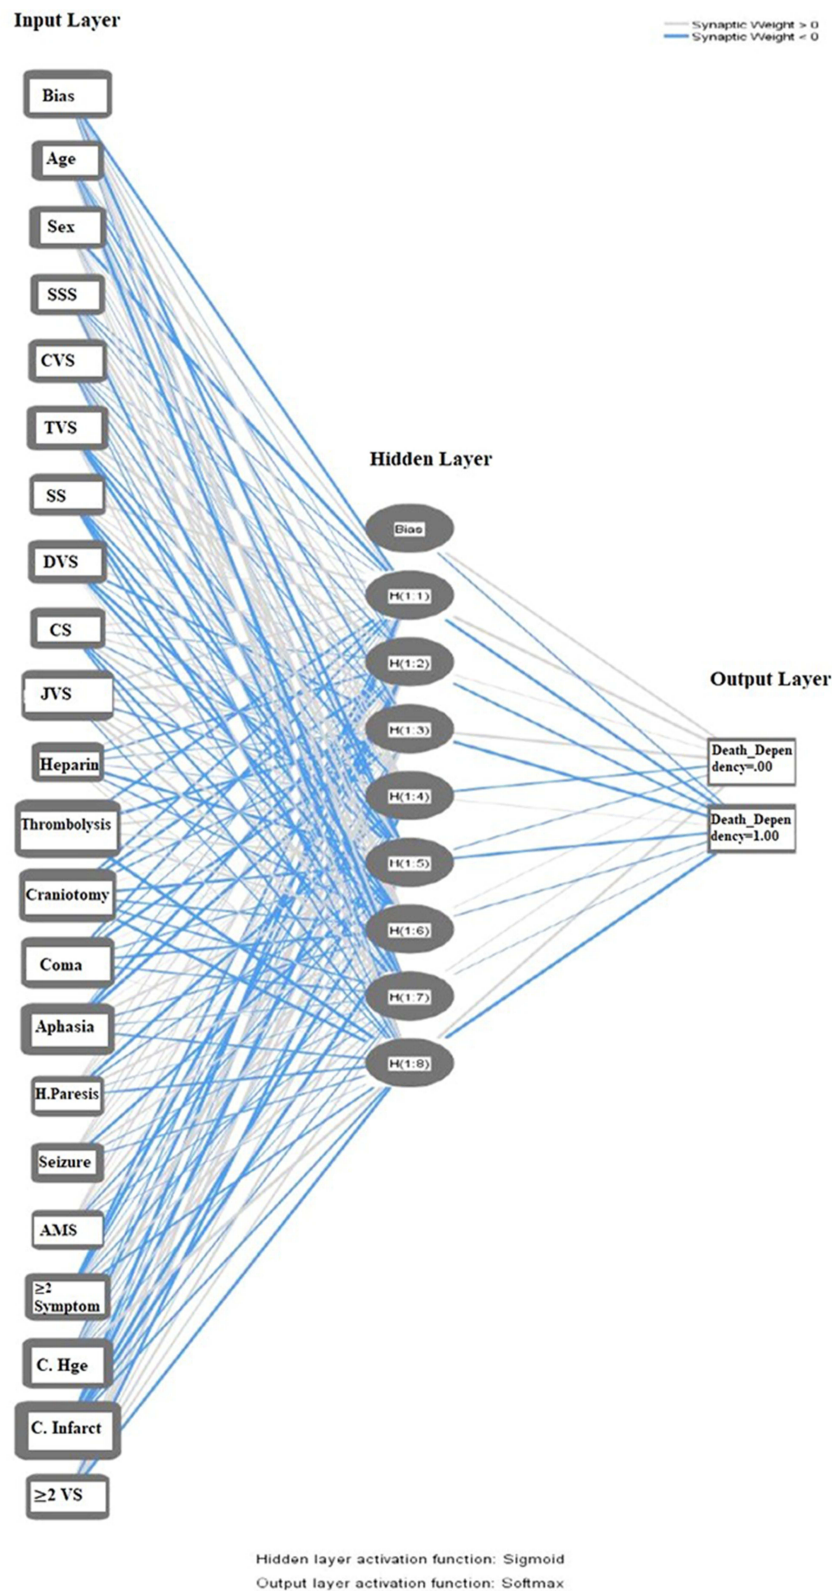 Input Layer
Synaptic Weight > 0
Synaptic Weight < 0
Bias
Age
Sex
SSS
CVS
TVS
SS
DVS
CS
JVS
Heparin
Thrombolysis
Craniotomy
Coma
Aphasia
H.Paresis
Seizure
AMS
≥2
Symptom
C. Hge
C. Infarct
≥2 VS
Hidden Layer
Bias
H(1:1)
H(1:2)
H(1:3)
H(1:4)
H(1:5)
H(1:6)
H(1:7)
H(1:8)
Output Layer
Death_Depen
dency=.00
Death_Depen
dency=1.00
Hidden layer activation function: Sigmoid
Output layer activation function: Softmax